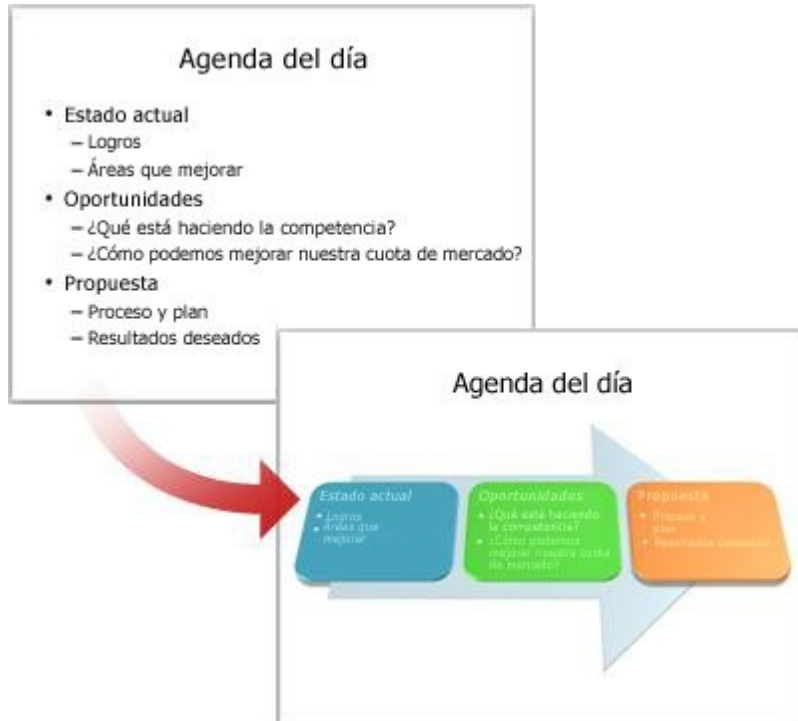 Agenda del día
• Estado actual
– Logros
– Áreas que mejorar
• Oportunidades
– ¿Qué está haciendo la competencia?
– ¿Cómo podemos mejorar nuestra cuota de mercado?
• Propuesta
– Proceso y plan
– Resultados deseados
Agenda del día
Estado actual
• Logros
• Áreas que
mejorar
Oportunidades
• ¿Qué está haciendo
la competencia?
• ¿Cómo podemos
mejorar nuestra cuota
de mercado?
Propuesta
• Proceso y
plan
• Resultados deseados